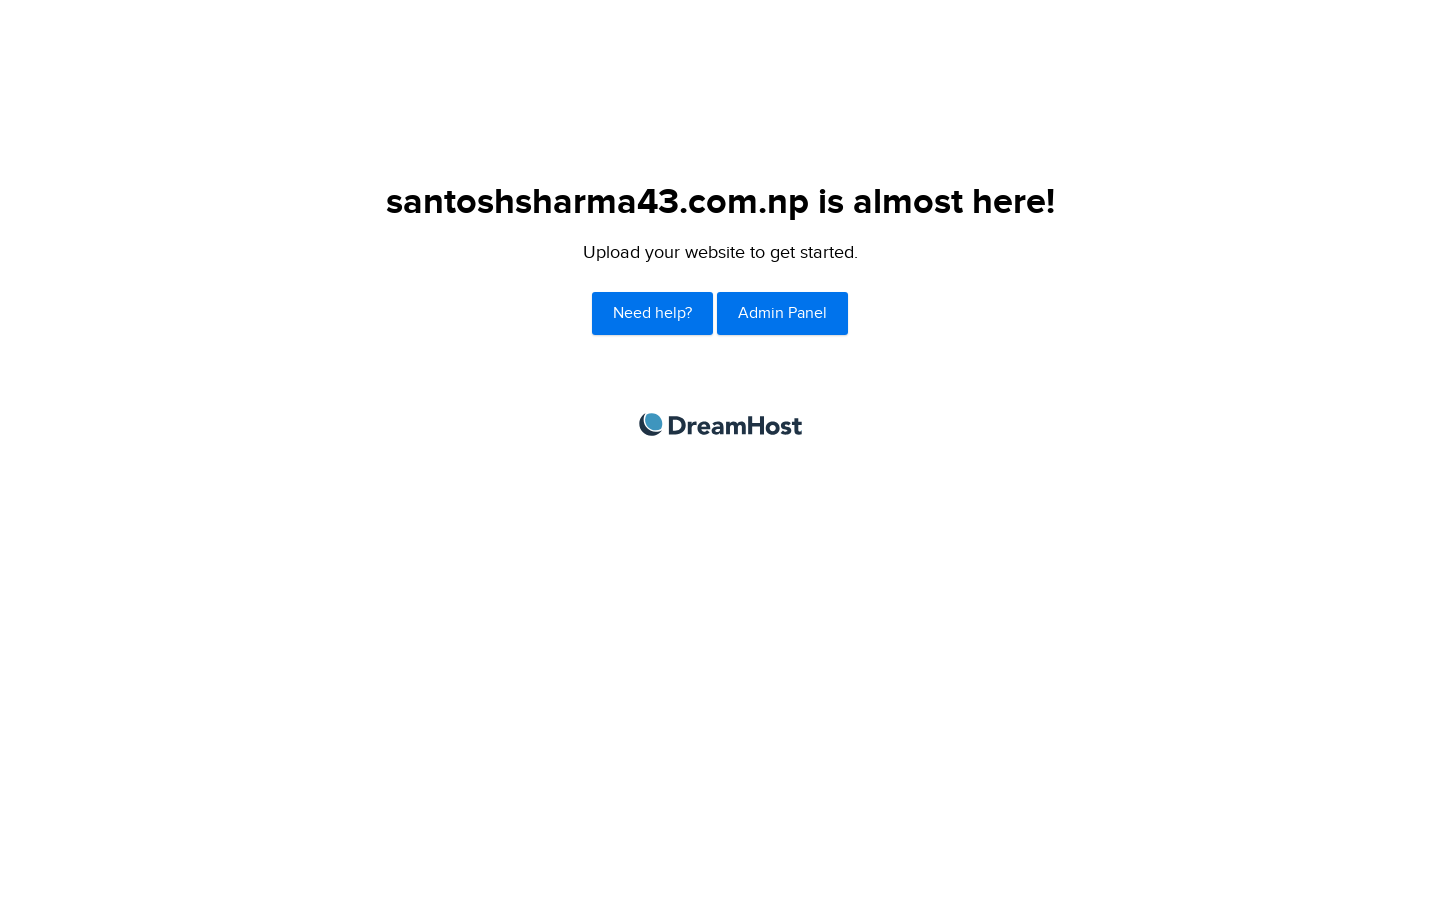 santoshsharma43.com.np is almost here!
Upload your website to get started.
Need help? Admin Panel
DreamHost